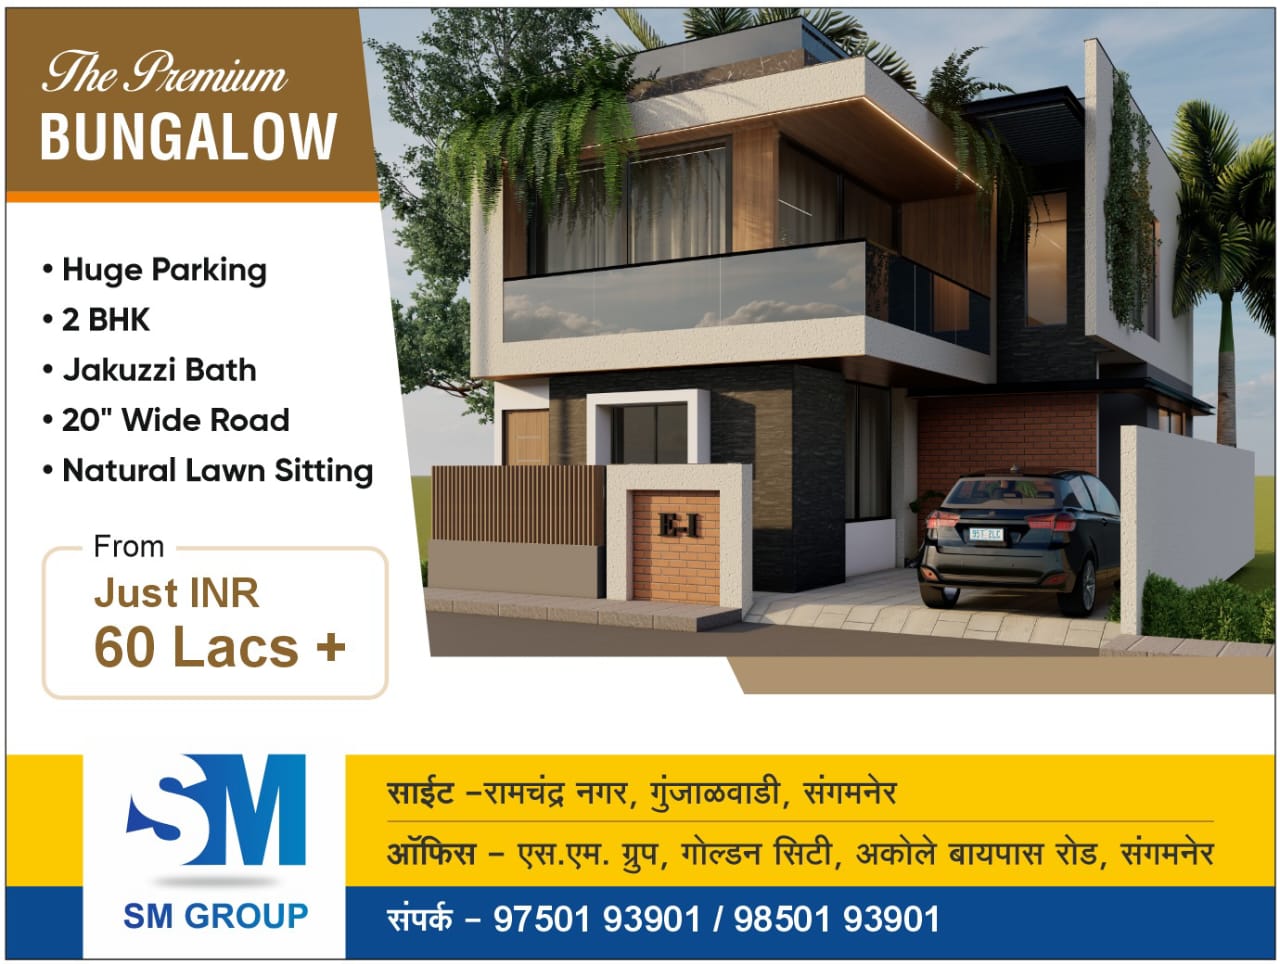 The Premium
BUNGALOW
• Huge Parking
• 2 BHK
• Jakuzzi Bath
• 20" Wide Road
• Natural Lawn Sitting
From
Just INR
60 Lacs +
E-1
95T 2LC
SM
SM GROUP
साईट –रामचंद्र नगर, गुंजाळवाडी, संगमनेर
ऑफिस – एस.एम. ग्रुप, गोल्डन सिटी, अकोले बायपास रोड, संगमनेर
संपर्क – 97501 93901 / 98501 93901